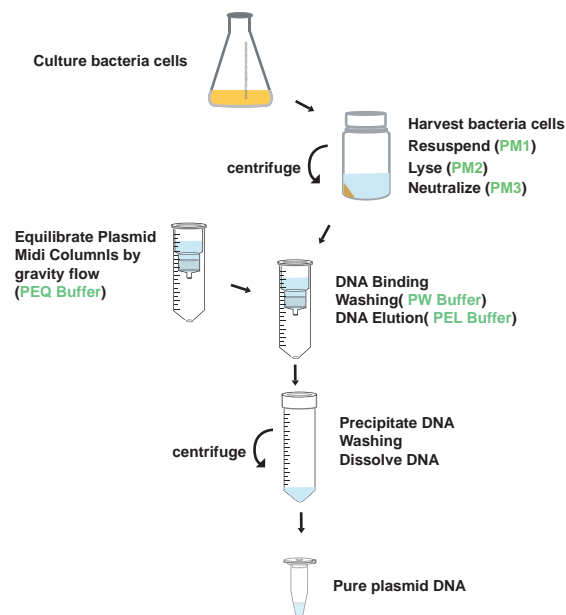 Culture bacteria cells
Harvest bacteria cells
Resuspend (PM1)
Lyse (PM2)
Neutralize (PM3)
centrifuge
Equilibrate Plasmid
Midi Columnls by
gravity flow
(PEQ Buffer)
DNA Binding
Washing( PW Buffer)
DNA Elution( PEL Buffer)
Precipitate DNA
Washing
Dissolve DNA
centrifuge
Pure plasmid DNA